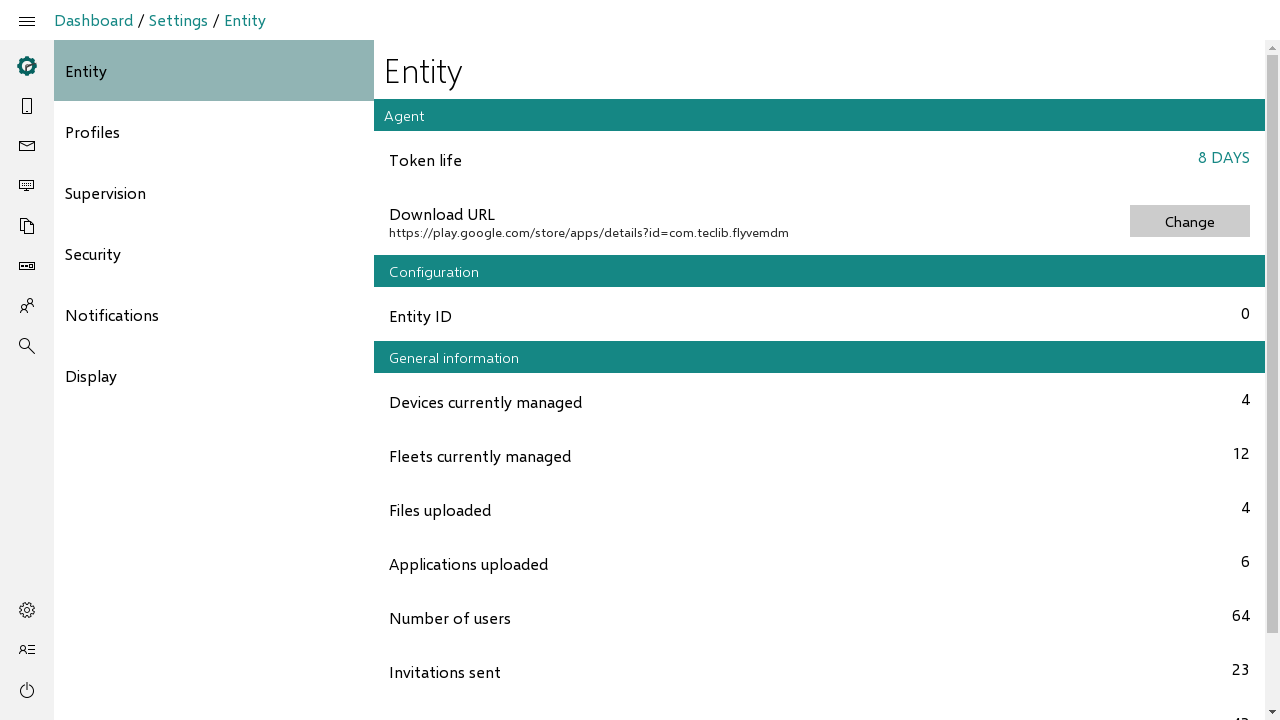 Dashboard / Settings / Entity
Entity
Profiles
Supervision
Security
Notifications
Display
Entity
Agent
Token life
8 DAYS
Download URL
https://play.google.com/store/apps/details?id=com.teclib.flyvemdm
Change
Configuration
Entity ID
0
General information
Devices currently managed
4
Fleets currently managed
12
Files uploaded
4
Applications uploaded
6
Number of users
64
Invitations sent
23